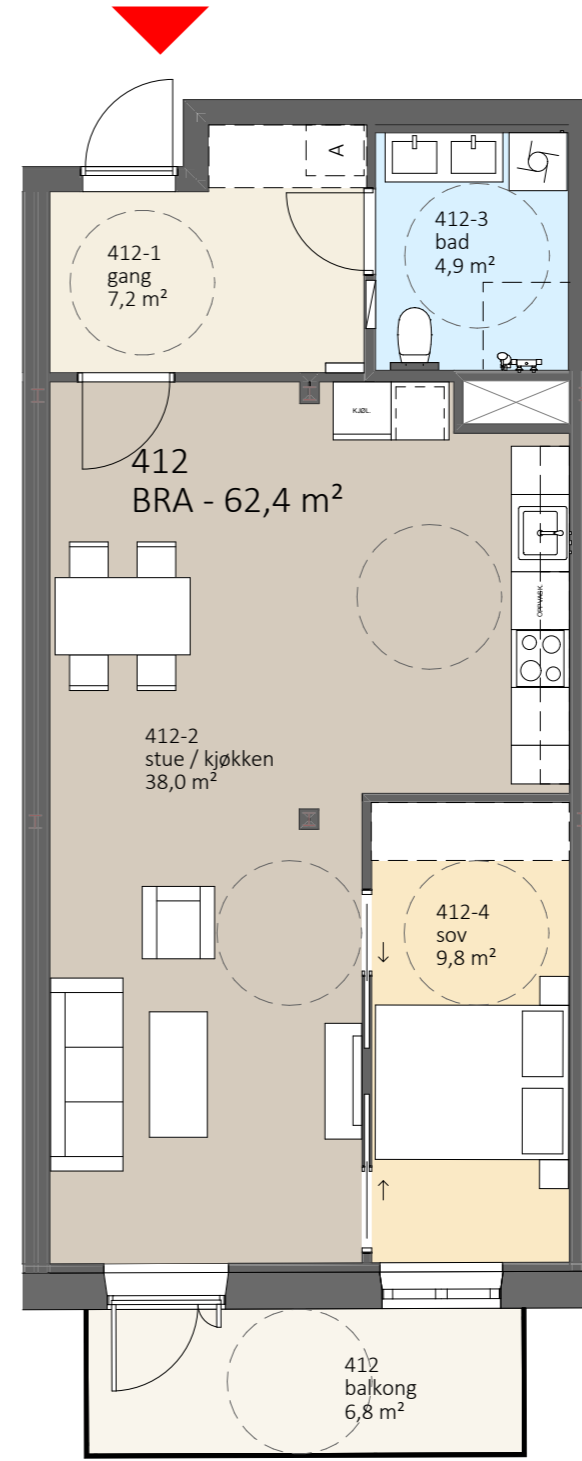 A
412-1
gang
7,2 m²
412-3
bad
4,9 m²
KJØL.
412
BRA - 62,4 m²
OPPVASK.
412-2
stue / kjøkken
38,0 m²
412-4
sov
9,8 m²
412
balkong
6,8 m²